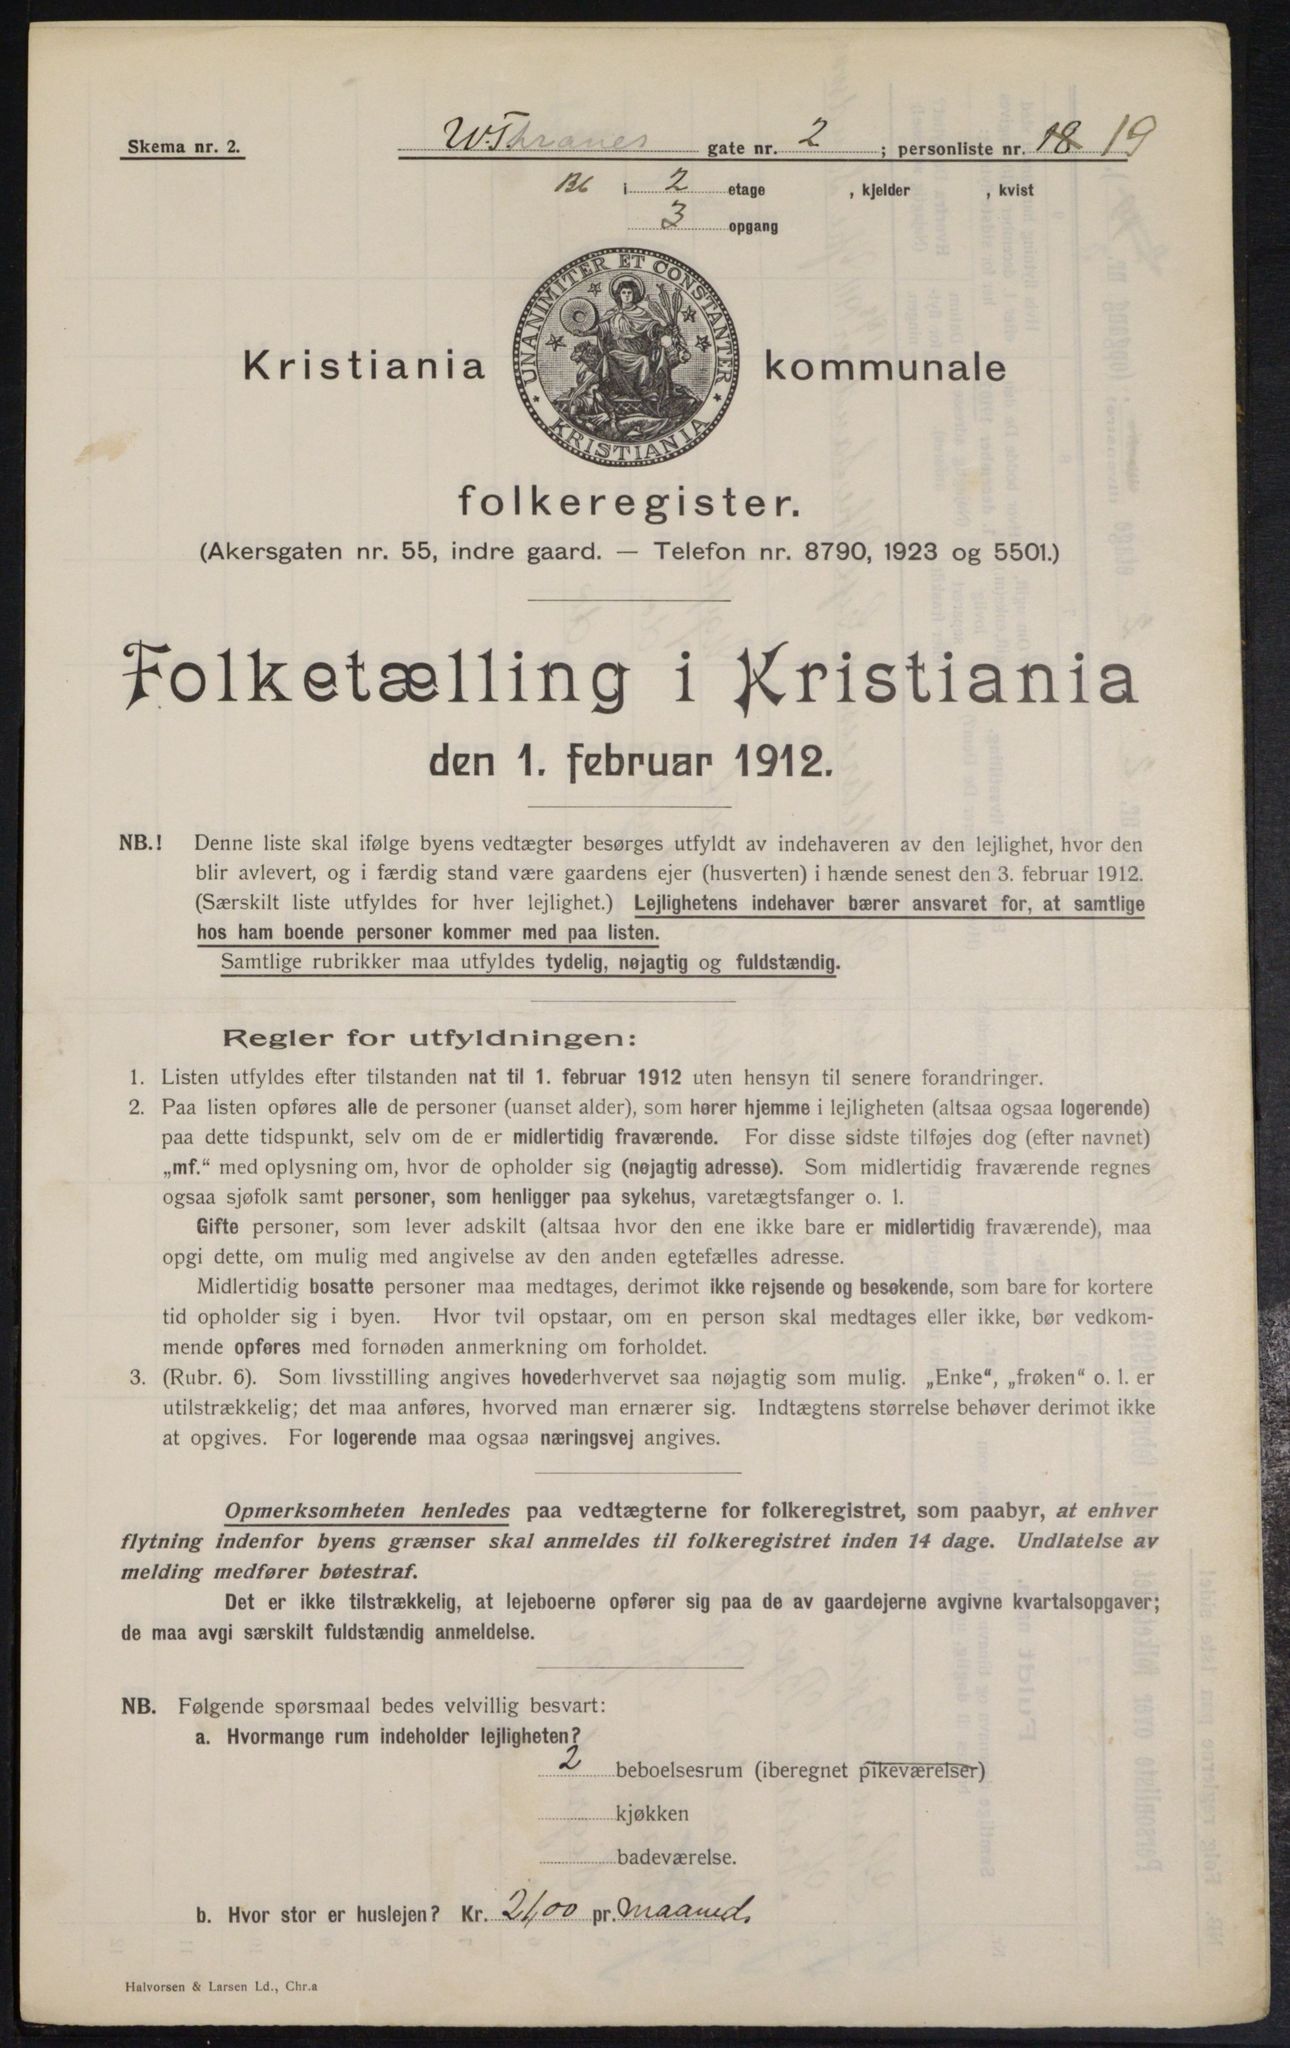 Skema nr. 2.
W. Thranes gate nr. 2 ; personliste nr. 18 19
i 2 etage , kjelder , kvist
3 opgang
UNANIMITER ET CONSTANTER
KRISTIANIA
Kristiania kommunale
folkeregister.
(Akersgaten nr. 55, indre gaard. — Telefon nr. 8790, 1923 og 5501.)
Folketælling i Kristiania
den 1. februar 1912.
NB.! Denne liste skal ifølge byens vedtægter besørges utfyldt av indehaveren av den lejlighet, hvor den
blir avlevert, og i færdig stand være gaardens ejer (husverten) i hænde senest den 3. februar 1912.
(Særskilt liste utfyldes for hver lejlighet.) Lejlighetens indehaver bærer ansvaret for, at samtlige
hos ham boende personer kommer med paa listen.
Samtlige rubrikker maa utfyldes tydelig, nøjagtig og fuldstændig.
Regler for utfyldningen:
1. Listen utfyldes efter tilstanden nat til 1. februar 1912 uten hensyn til senere forandringer.
2. Paa listen opføres alle de personer (uanset alder), som hører hjemme i lejligheten (altsaa ogsaa logerende)
paa dette tidspunkt, selv om de er midlertidig fraværende. For disse sidste tilføjes dog (efter navnet)
„mf.“ med oplysning om, hvor de opholder sig (nøjagtig adresse). Som midlertidig fraværende regnes
ogsaa sjøfolk samt personer, som henligger paa sykehus, varetægtsfanger o. l.
Gifte personer, som lever adskilt (altsaa hvor den ene ikke bare er midlertidig fraværende), maa
opgi dette, om mulig med angivelse av den anden egtefælles adresse.
Midlertidig bosatte personer maa medtages, derimot ikke rejsende og besøkende, som bare for kortere
tid opholder sig i byen. Hvor tvil opstaar, om en person skal medtages eller ikke, bør vedkom-
mende opføres med fornøden anmerkning om forholdet.
3. (Rubr. 6). Som livsstilling angives hovederhvervet saa nøjagtig som mulig. „Enke“, „frøken“ o. l. er
utilstrækkelig; det maa anføres, hvorved man ernærer sig. Indtægtens størrelse behøver derimot ikke
at opgives. For logerende maa ogsaa næringsvej angives.
Opmerksomheten henledes paa vedtægterne for folkeregistret, som paabyr, at enhver
flytning indenfor byens grænser skal anmeldes til folkeregistret inden 14 dage. Undlatelse av
melding medfører bøtestraf.
Det er ikke tilstrækkelig, at lejeboerne opfører sig paa de av gaardejerne avgivne kvartalsopgaver;
de maa avgi særskilt fuldstændig anmeldelse.
NB. Følgende spørsmaal bedes velvillig besvart:
a. Hvormange rum indeholder lejligheten?
2 beboelsesrum (iberegnet pikeværelser)
kjøkken
badeværelse.
b. Hvor stor er huslejen? Kr. pr. Maaned.
Halvorsen & Larsen Ld., Chr.a